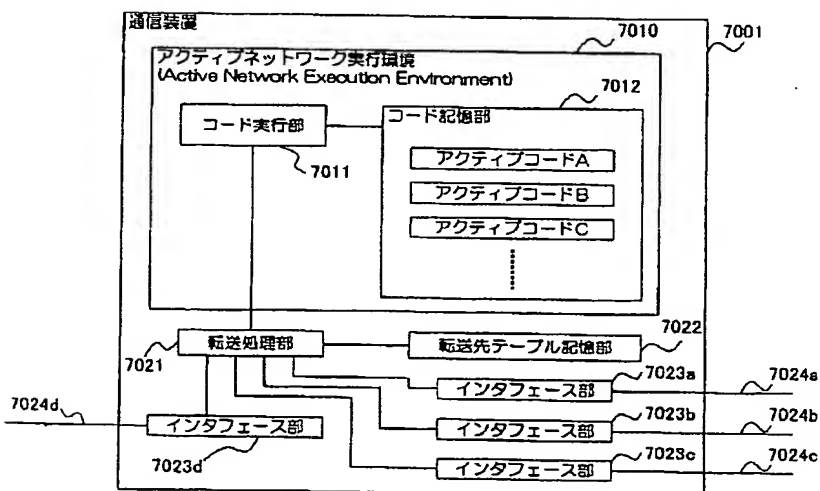 通信装置
7010
7001
アクティブネットワーク実行環境
(Active Network Execution Environment)
7012
コード実行部
コード記憶部
7011
アクティブコードA
アクティブコードB
アクティブコードC
転送処理部
転送先テーブル記憶部
7022
7021
7023a
7024a
インタフェース部
7024d
7023b
7024b
インタフェース部
インタフェース部
7023d
7023c
7024c
インタフェース部